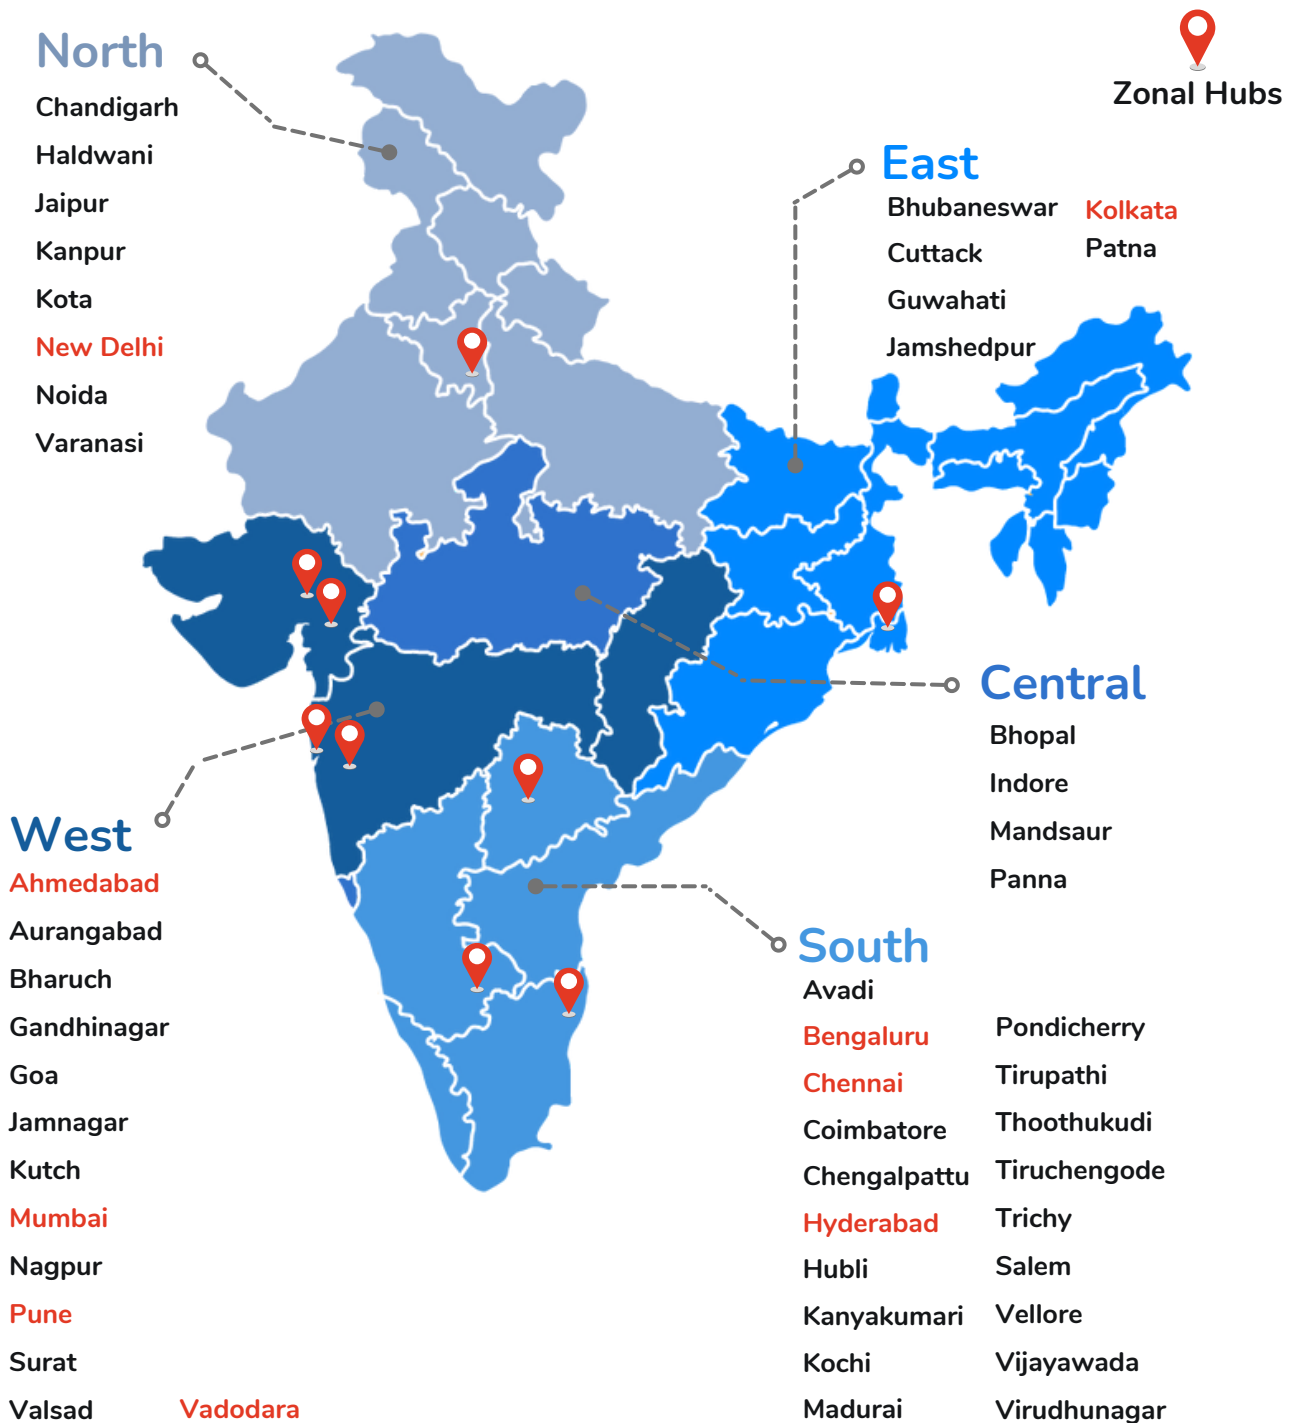 North
Chandigarh
Haldwani
Jaipur
Kanpur
Kota
New Delhi
Noida
Varanasi
Zonal Hubs
East
Bhubaneswar
Cuttack
Guwahati
Jamshedpur
Kolkata
Patna
Central
Bhopal
Indore
Mandsaur
Panna
West
Ahmedabad
Aurangabad
Bharuch
Gandhinagar
Goa
Jamnagar
Kutch
Mumbai
Nagpur
Pune
Surat
Valsad
Vadodara
South
Avadi
Bengaluru
Chennai
Coimbatore
Chengalpattu
Hyderabad
Hubli
Kanyakumari
Kochi
Madurai
Pondicherry
Tirupathi
Thoothukudi
Tiruchengode
Trichy
Salem
Vellore
Vijayawada
Virudhunagar